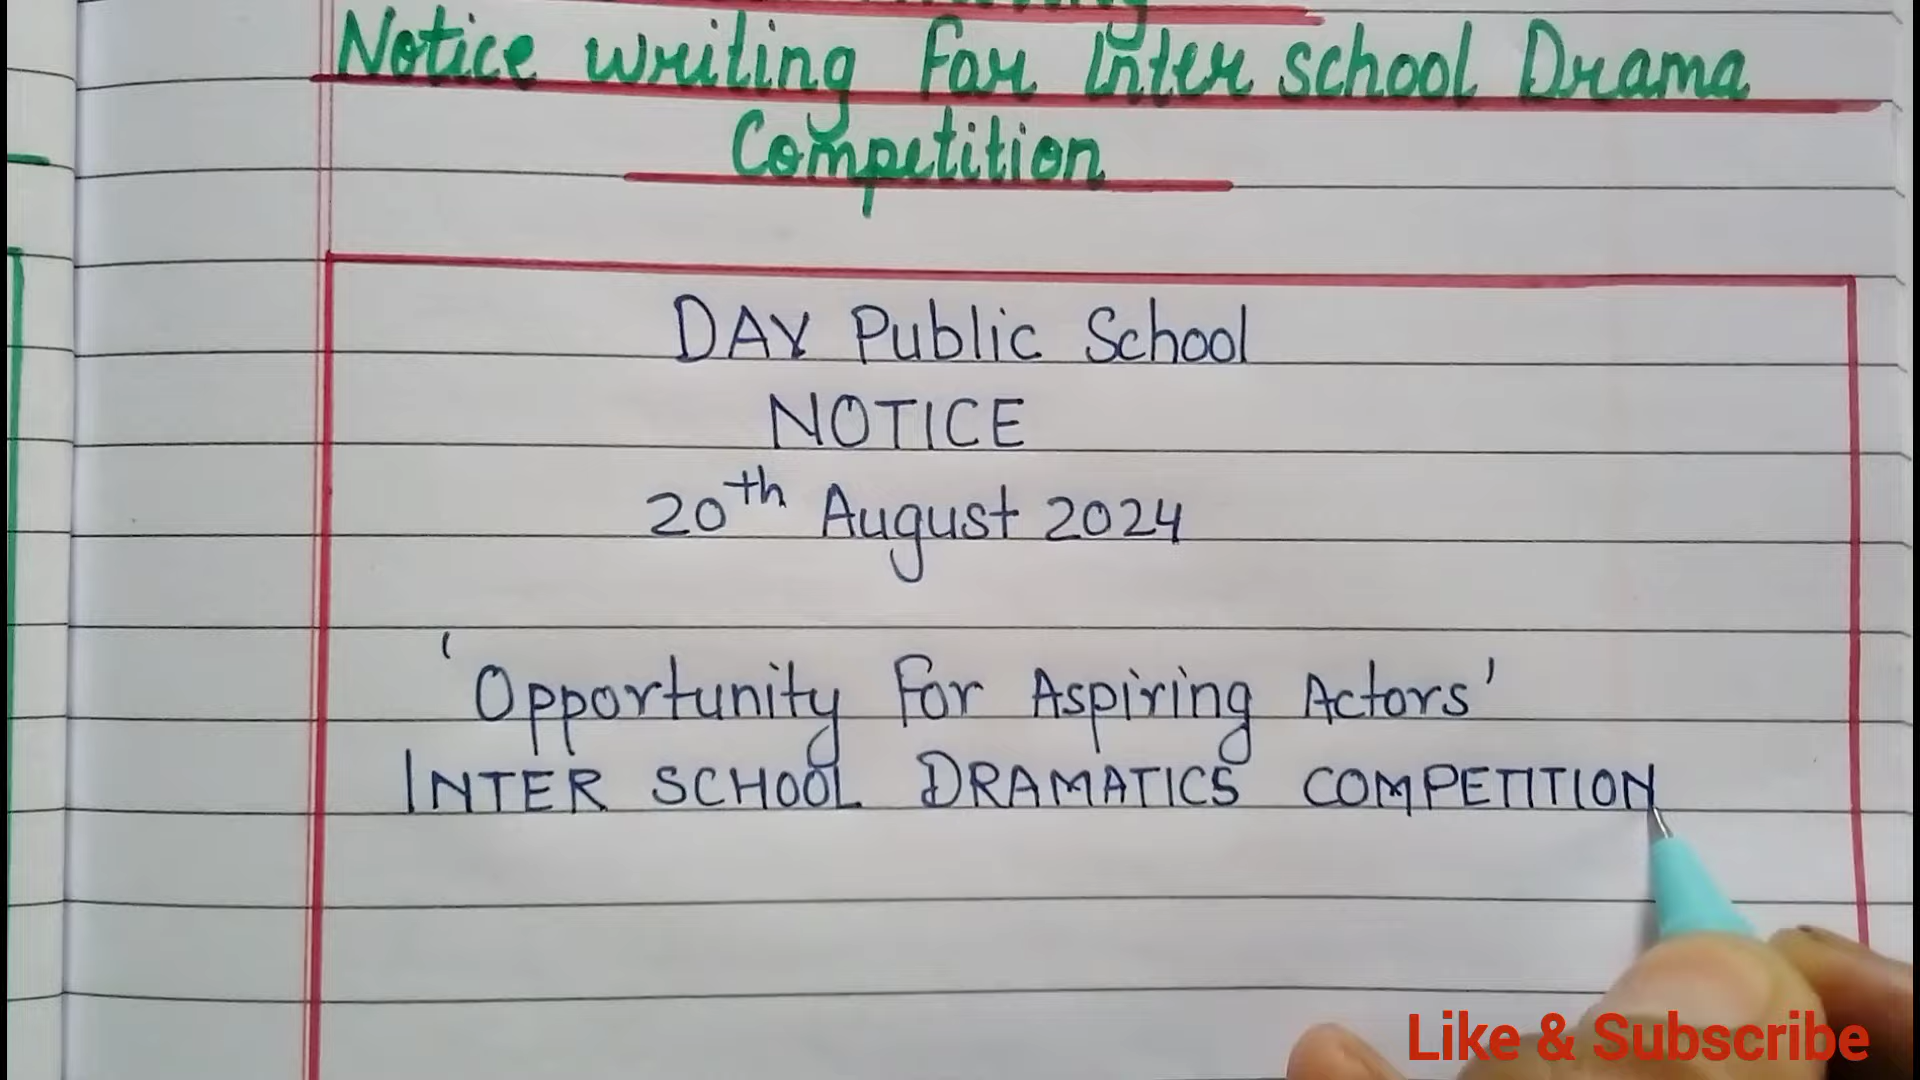 Notice writing For Inter school Drama
Competition
DAV Public School
NOTICE
20th August 2024
'Opportunity For Aspiring Actors'
INTER SCHOOL DRAMATICS COMPETITION
Like & Subscribe